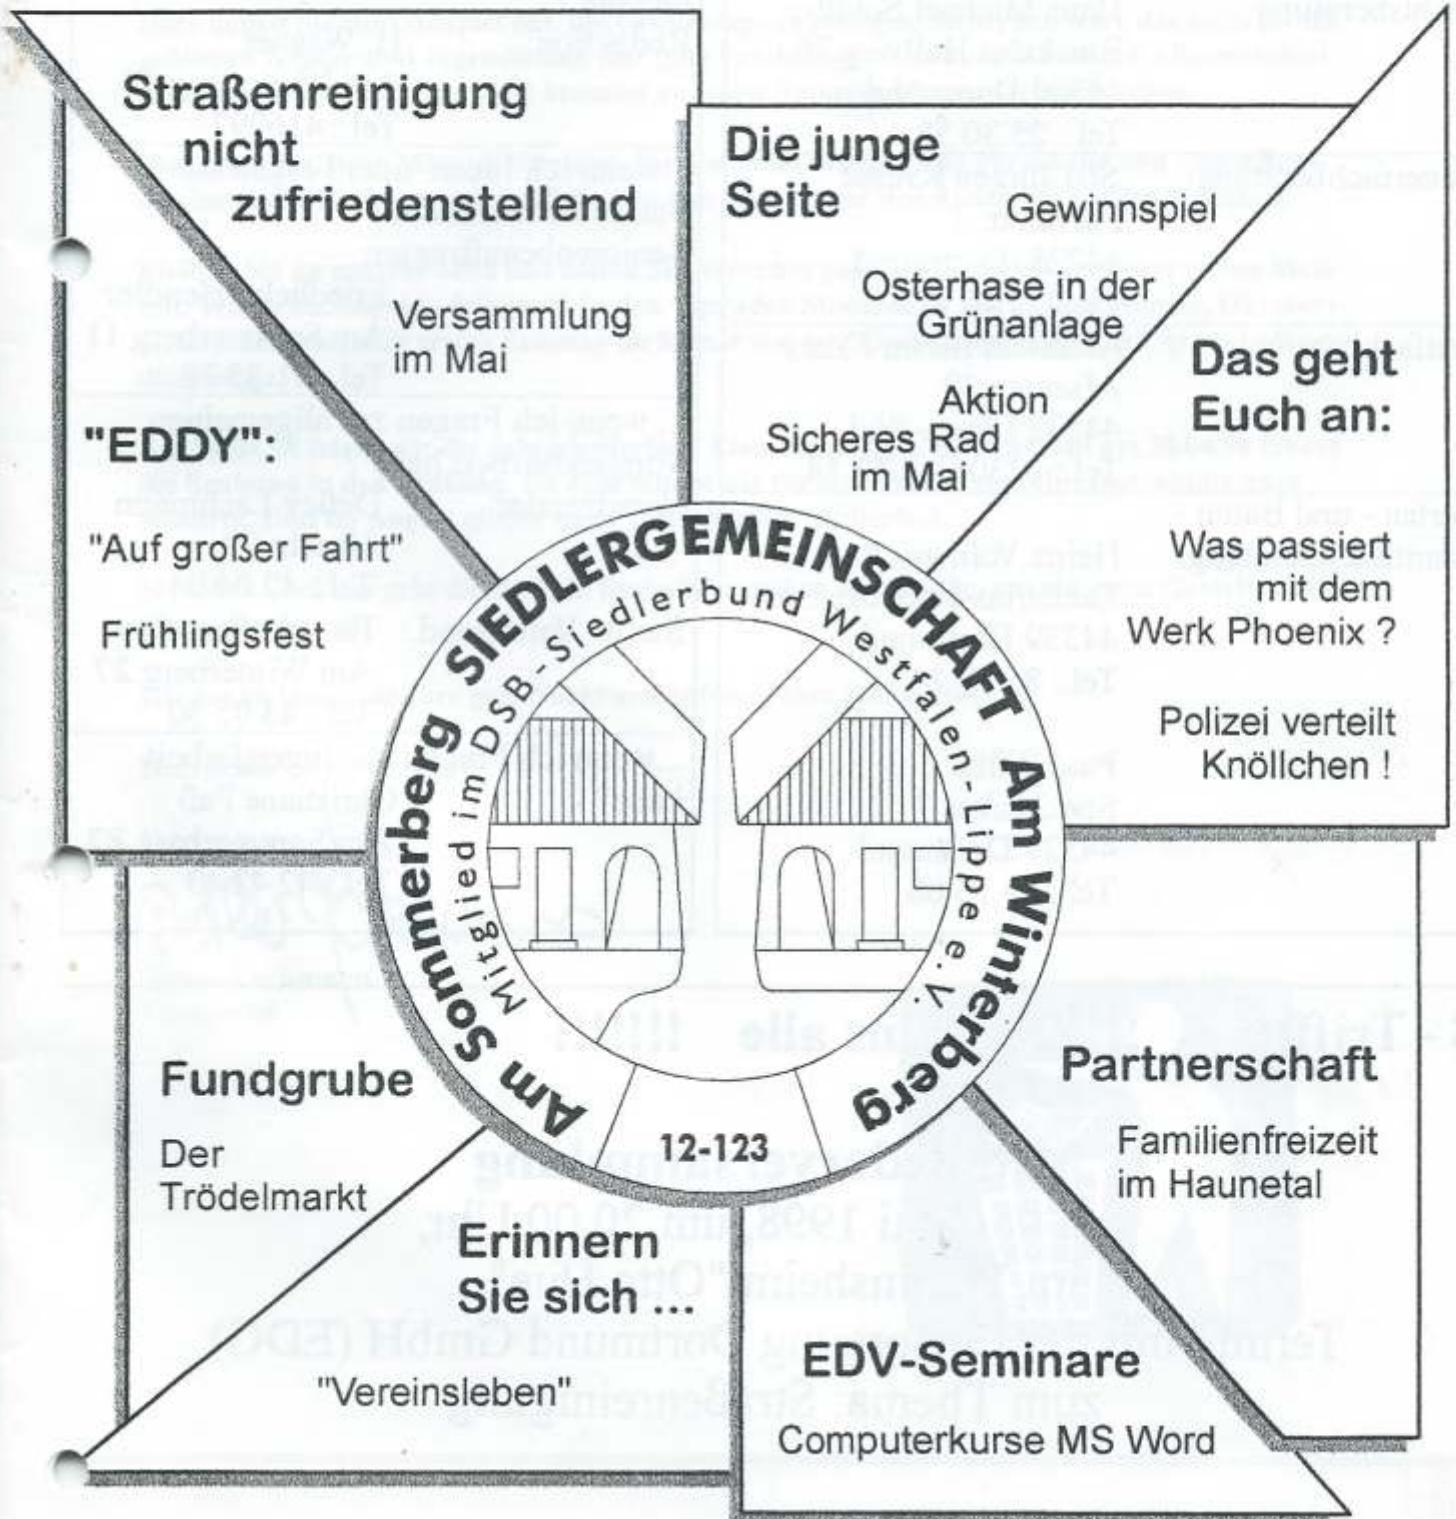 Straßenreinigung
nicht
zufriedenstellend
Versammlung
im Mai
"EDDY":
"Auf großer Fahrt"
Frühlingsfest
Die junge
Seite
Gewinnspiel
Osterhase in der
Grünanlage
Aktion
Sicheres Rad
im Mai
Das geht
Euch an:
Was passiert
mit dem
Werk Phoenix ?
Polizei verteilt
Knöllchen !
Am Sommerberg SIEDLERGEMEINSCHAFT Am Winterberg
Mitglied im DSB-Siedlerbund Westfalen-Lippe e.V.
12-123
Fundgrube
Der
Trödelmarkt
Erinnern
Sie sich ...
"Vereinsleben"
Partnerschaft
Familienfreizeit
im Haunetal
EDV-Seminare
Computerkurse MS Word